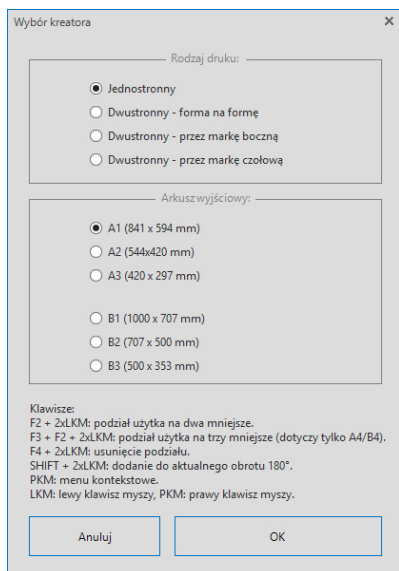 Wybór kreatora
Rodzaj druku:
Jednostronny
Dwustronny - forma na formę
Dwustronny - przez markę boczną
Dwustronny - przez markę czołową
Arkusz wyjściowy:
A1 (841 x 594 mm)
A2 (544x420 mm)
A3 (420 x 297 mm)
B1 (1000 x 707 mm)
B2 (707 x 500 mm)
B3 (500 x 353 mm)
Klawisze:
F2 + 2xLKM: podział użytka na dwa mniejsze.
F3 + F2 + 2xLKM: podział użytka na trzy mniejsze (dotyczy tylko A4/B4).
F4 + 2xLKM: usunięcie podziału.
SHIFT + 2xLKM: dodanie do aktualnego obrotu 180°.
PKM: menu kontekstowe.
LKM: lewy klawisz myszy, PKM: prawy klawisz myszy.
Anuluj
OK